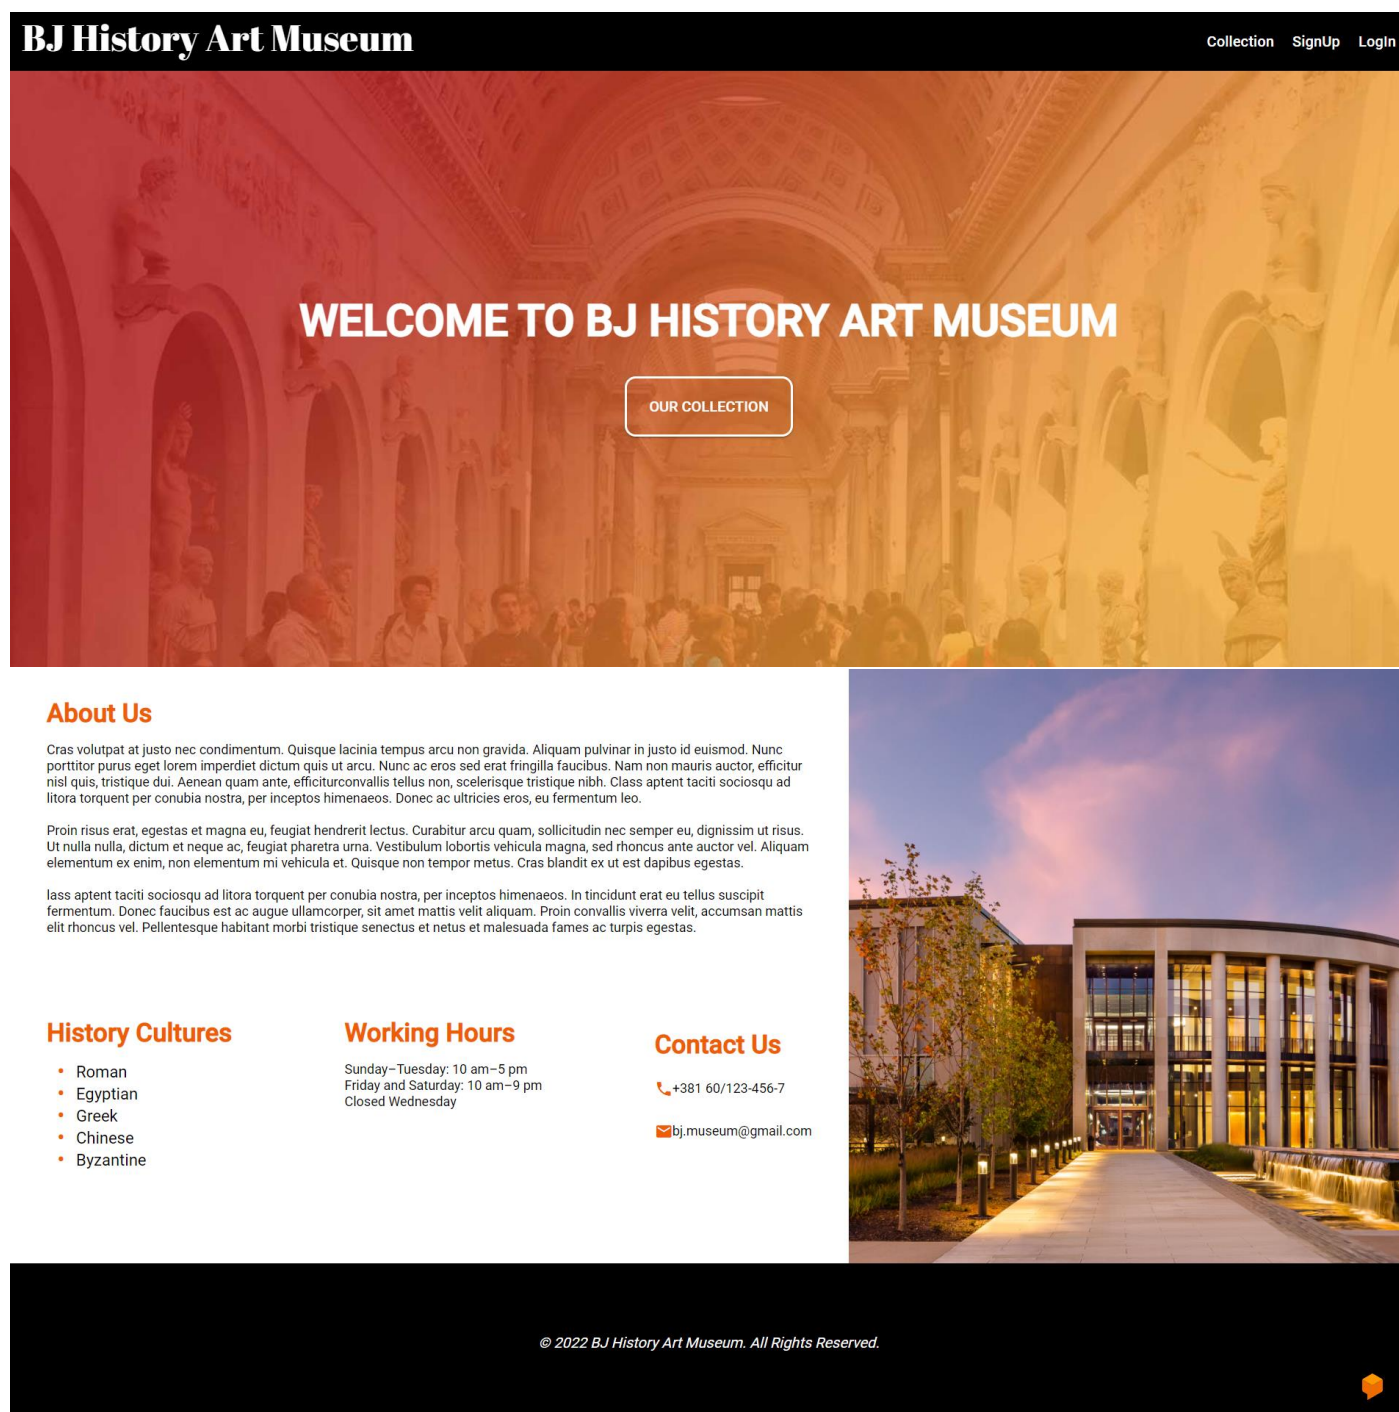 BJ History Art Museum
Collection SignUp LogIn
WELCOME TO BJ HISTORY ART MUSEUM
OUR COLLECTION
About Us
Cras volutpat at justo nec condimentum. Quisque lacinia tempus arcu non gravida. Aliquam pulvinar in justo id euismod. Nunc
porttitor purus eget lorem imperdiet dictum quis ut arcu. Nunc ac eros sed erat fringilla faucibus. Nam non mauris auctor, efficitur
nisl quis, tristique dui. Aenean quam ante, efficiturconvallis tellus non, scelerisque tristique nibh. Class aptent taciti sociosqu ad
litora torquent per conubia nostra, per inceptos himenaeos. Donec ac ultricies eros, eu fermentum leo.
Proin risus erat, egestas et magna eu, feugiat hendrerit lectus. Curabitur arcu quam, sollicitudin nec semper eu, dignissim ut risus.
Ut nulla nulla, dictum et neque ac, feugiat pharetra urna. Vestibulum lobortis vehicula magna, sed rhoncus ante auctor vel. Aliquam
elementum ex enim, non elementum mi vehicula et. Quisque non tempor metus. Cras blandit ex ut est dapibus egestas.
lass aptent taciti sociosqu ad litora torquent per conubia nostra, per inceptos himenaeos. In tincidunt erat eu tellus suscipit
fermentum. Donec faucibus est ac augue ullamcorper, sit amet mattis velit aliquam. Proin convallis viverra velit, accumsan mattis
elit rhoncus vel. Pellentesque habitant morbi tristique senectus et netus et malesuada fames ac turpis egestas.
History Cultures
• Roman
• Egyptian
• Greek
• Chinese
• Byzantine
Working Hours
Sunday–Tuesday: 10 am–5 pm
Friday and Saturday: 10 am–9 pm
Closed Wednesday
Contact Us
+381 60/123-456-7
bj.museum@gmail.com
© 2022 BJ History Art Museum. All Rights Reserved.